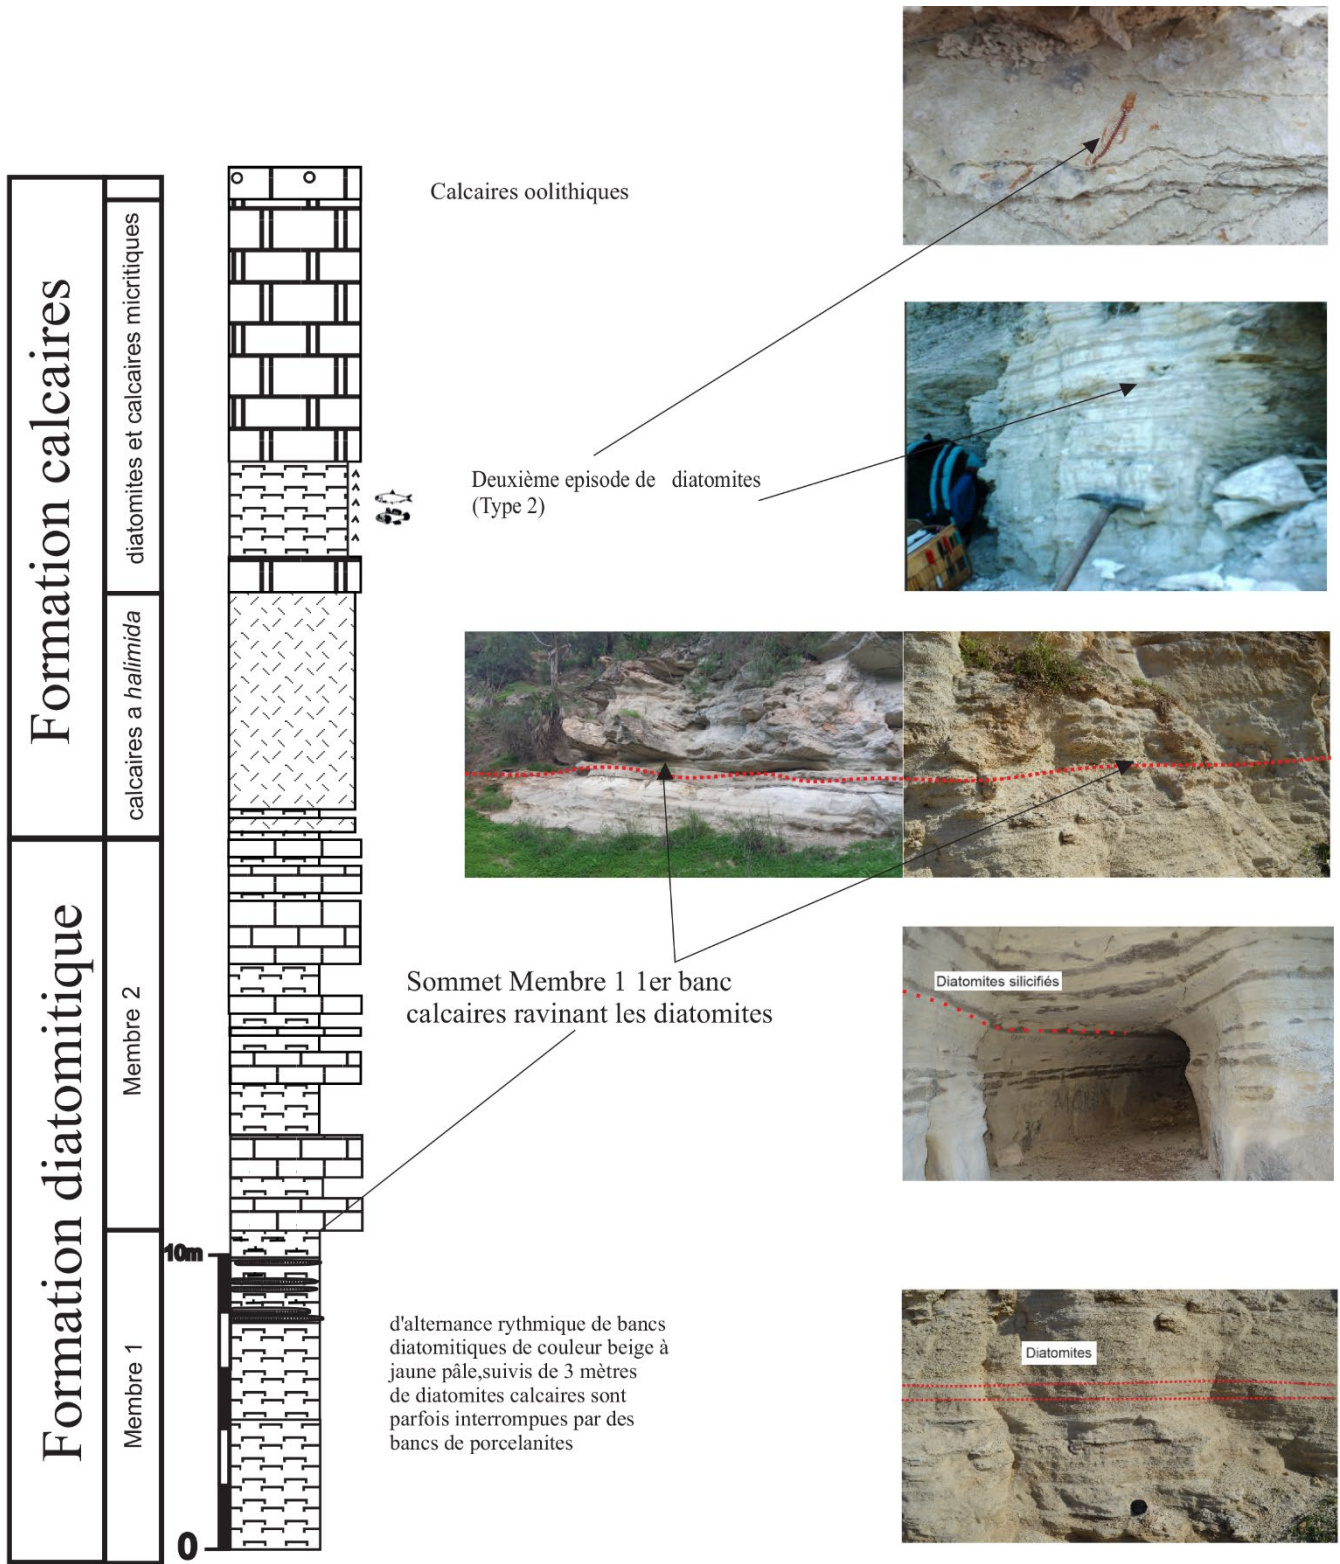 Formation calcaires
diatomites et calcaires micritiques
calcaires a halimida
Formation diatomitique
Membre 2
Membre 1
10m
0
Calcaires oolithiques
Deuxième episode de diatomites
(Type 2)
Sommet Membre 1 1er banc
calcaires ravinant les diatomites
d'alternance rythmique de bancs
diatomitiques de couleur beige à
jaune pâle,suivis de 3 mètres
de diatomites calcaires sont
parfois interrompues par des
bancs de porcelanites
Diatomites silicifiés
Diatomites